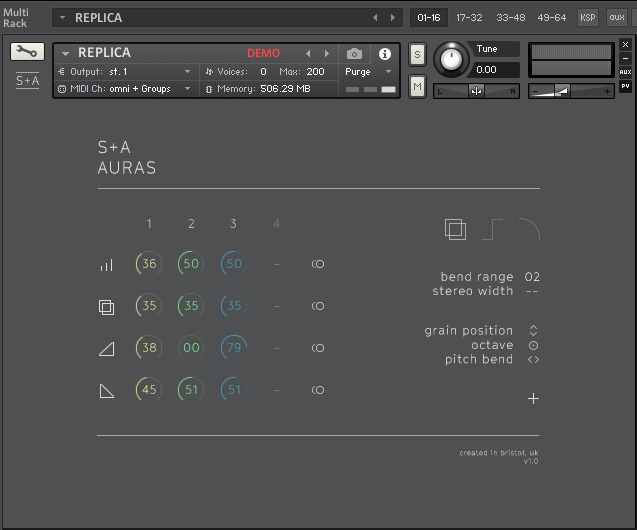 Multi
Rack
REPLICA
01-16 17-32 33-48 49-64 KSP aux
S+A
REPLICA DEMO
Output: st. 1 Voices: 0 Max: 200 Purge
MIDI Ch: omni + Groups Memory: 506.29 MB
S
M
Tune
0.00
L R
- +
×
-
AUX
PV
S+A
AURAS
1 2 3 4
36 50 50 -
35 35 35 -
38 00 79 -
45 51 51 -
bend range 02
stereo width --
grain position
octave
pitch bend
+
created in bristol, uk
v1.0